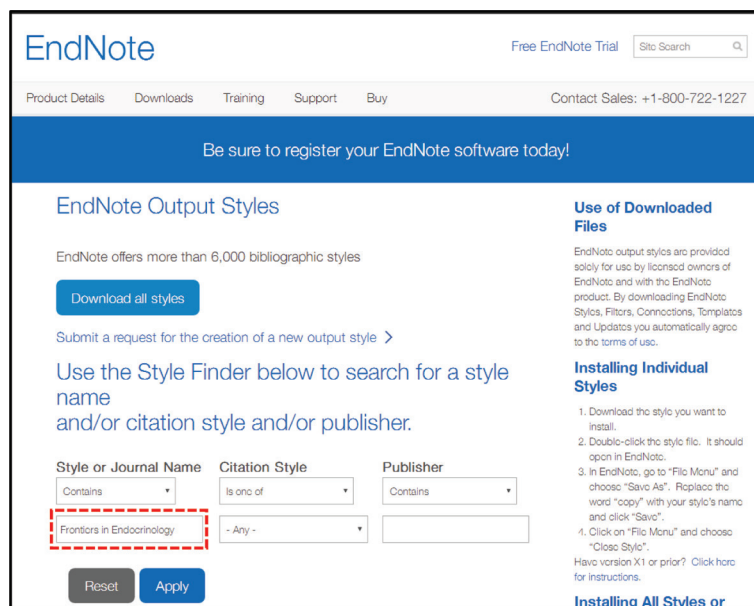 EndNote
Free EndNote Trial
Site Search
Product Details Downloads Training Support Buy
Contact Sales: +1-800-722-1227
Be sure to register your EndNote software today!
EndNote Output Styles
EndNote offers more than 6,000 bibliographic styles
Download all styles
Submit a request for the creation of a new output style >
Use the Style Finder below to search for a style
name
and/or citation style and/or publisher.
Style or Journal Name Citation Style Publisher
Contains Is one of Contains
Frontiers in Endocrinology - Any -
Reset Apply
Use of Downloaded
Files
EndNote output styles are provided
solely for use by licensed owners of
EndNote and with the EndNote
product. By downloading EndNote
Styles, Filters, Connections, Templates
and Updates you automatically agree
to the terms of use.
Installing Individual
Styles
1. Download the style you want to
install.
2. Double-click the style file. It should
open in EndNote.
3. In EndNote, go to "File Menu" and
choose "Save As". Replace the
word "copy" with your style's name
and click "Save".
4. Click on "File Menu" and choose
"Close Style".
Have version X1 or prior? Click here
for instructions.
Installing All Styles or